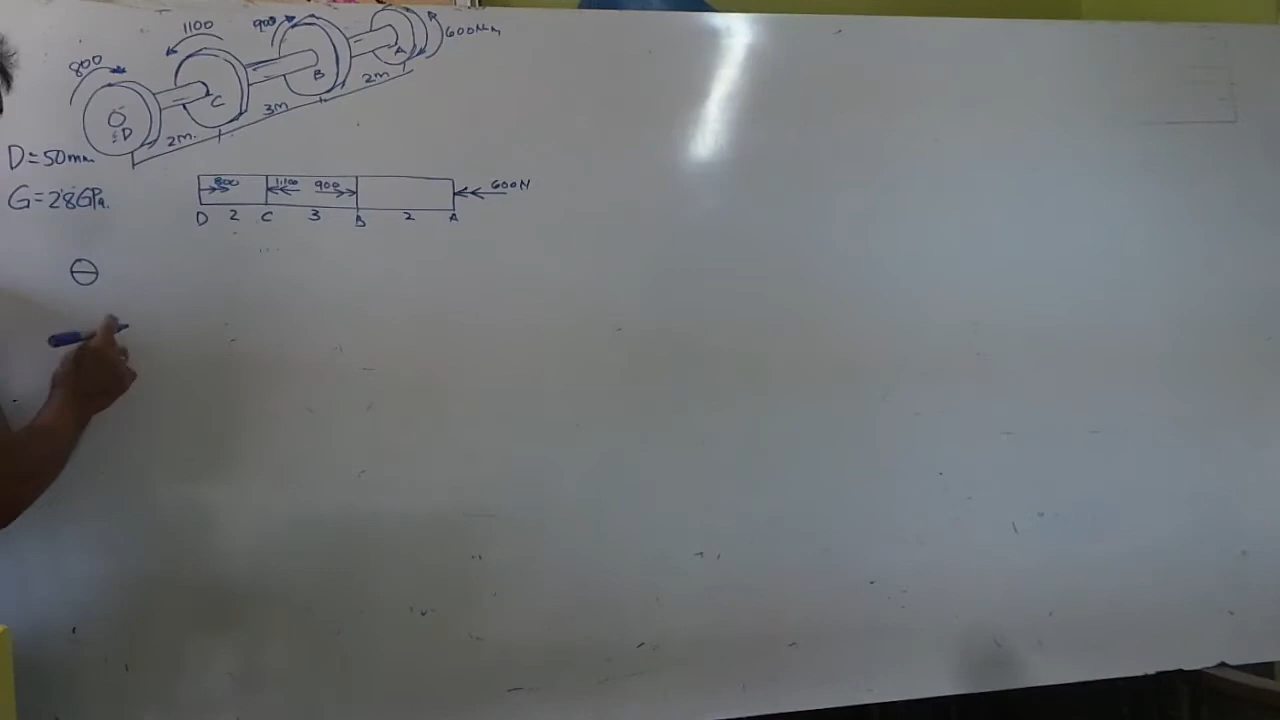 800
1100
900
600N-m
D
C
B
A
2m.
3m
2m
D=50mm
G=28GPa.
800 1100 900 600N
D 2 C 3 B 2 A
θ